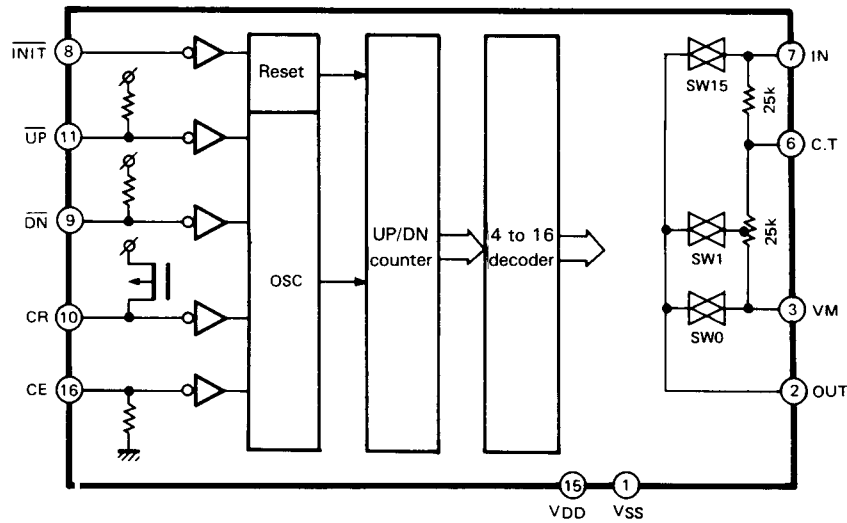 INIT 8
UP 11
DN 9
CR 10
CE 16
Reset
OSC
UP/DN
counter
4 to 16
decoder
SW15
SW1
SW0
25k
25k
7 IN
6 C.T
3 VM
2 OUT
15
VDD
1
VSS